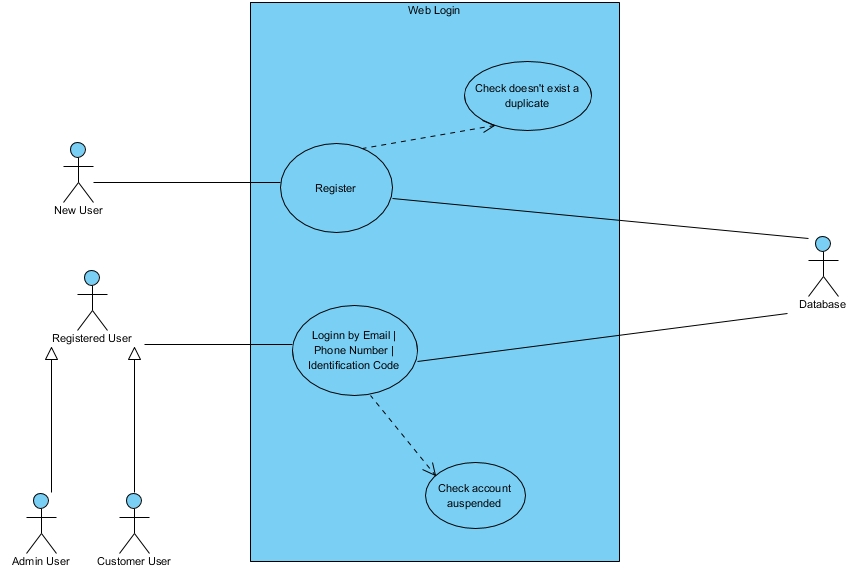 Web Login
Check doesn't exist a
duplicate
Register
New User
Database
Registered User
Loginn by Email |
Phone Number |
Identification Code
Check account
auspended
Admin User
Customer User